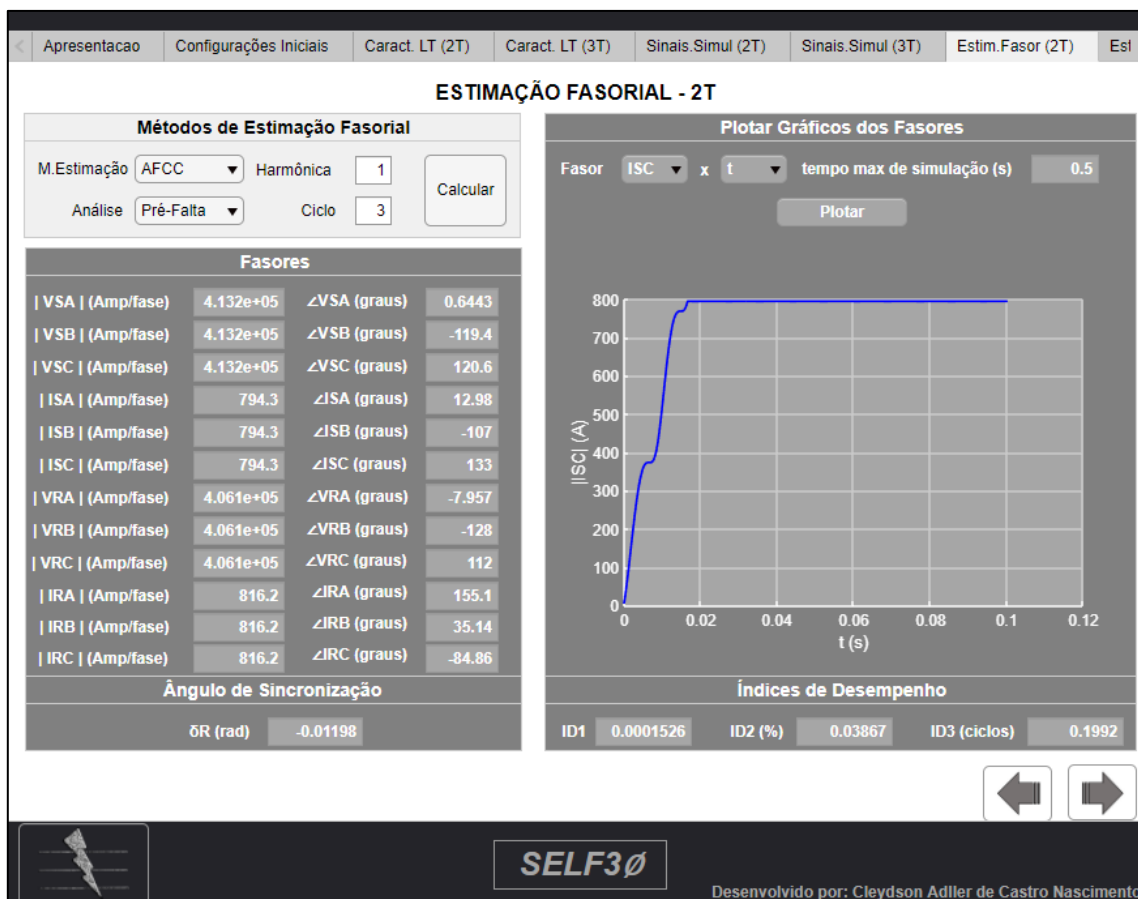 Apresentacao Configurações Iniciais Caract. LT (2T) Caract. LT (3T) Sinais.Simul (2T) Sinais.Simul (3T) Estim.Fasor (2T) Est
ESTIMAÇÃO FASORIAL - 2T
Métodos de Estimação Fasorial
M.Estimação AFCC Harmônica 1
Calcular
Análise Pré-Falta Ciclo 3
Fasores
| VSA | (Amp/fase) 4.132e+05 ∠VSA (graus) 0.6443
| VSB | (Amp/fase) 4.132e+05 ∠VSB (graus) -119.4
| VSC | (Amp/fase) 4.132e+05 ∠VSC (graus) 120.6
| ISA | (Amp/fase) 794.3 ∠ISA (graus) 12.98
| ISB | (Amp/fase) 794.3 ∠ISB (graus) -107
| ISC | (Amp/fase) 794.3 ∠ISC (graus) 133
| VRA | (Amp/fase) 4.061e+05 ∠VRA (graus) -7.957
| VRB | (Amp/fase) 4.061e+05 ∠VRB (graus) -128
| VRC | (Amp/fase) 4.061e+05 ∠VRC (graus) 112
| IRA | (Amp/fase) 816.2 ∠IRA (graus) 155.1
| IRB | (Amp/fase) 816.2 ∠IRB (graus) 35.14
| IRC | (Amp/fase) 816.2 ∠IRC (graus) -84.86
Ângulo de Sincronização
δR (rad) -0.01198
Plotar Gráficos dos Fasores
Fasor ISC x t tempo max de simulação (s) 0.5
Plotar
800
700
600
500
400
300
200
100
0
|ISC| (A)
0 0.02 0.04 0.06 0.08 0.1 0.12
t (s)
Índices de Desempenho
ID1 0.0001526 ID2 (%) 0.03867 ID3 (ciclos) 0.1992
SELF3Ø
Desenvolvido por: Cleydson Adller de Castro Nascimento